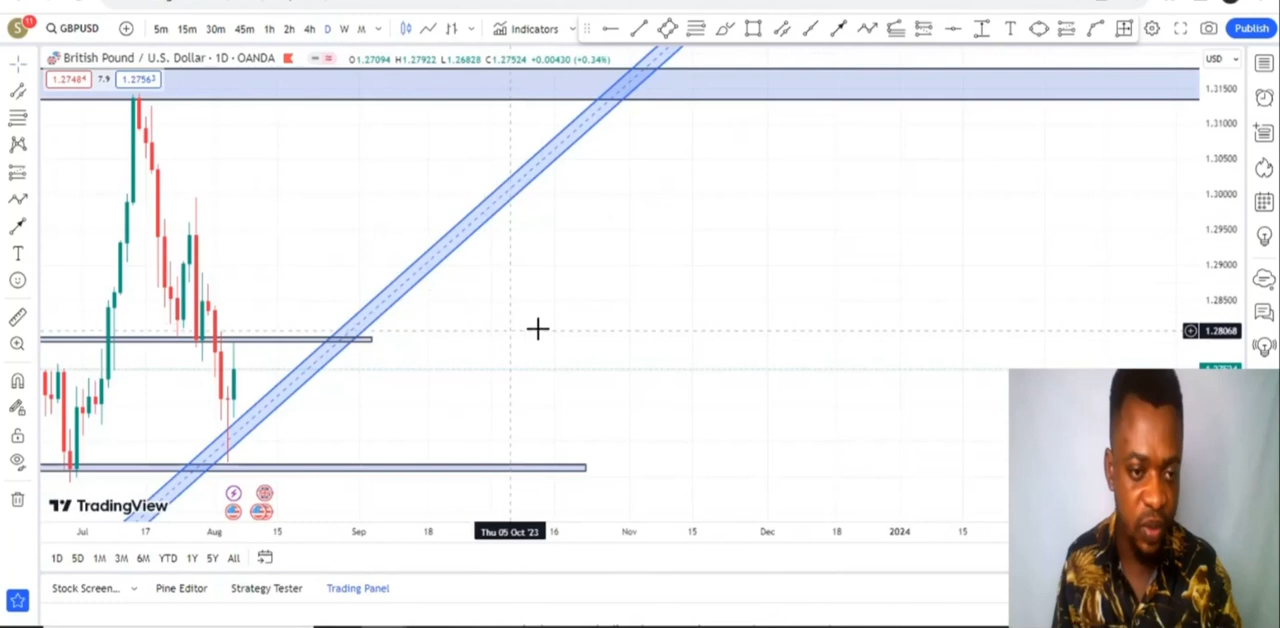 S 11 GBPUSD 5m 15m 30m 45m 1h 2h 4h D W M Indicators T Publish
British Pound / U.S. Dollar · 1D · OANDA O1.27094 H1.27922 L1.26828 C1.27524 +0.00430 (+0.34%) USD
1.27484 7.9 1.27563
1.31500
1.31000
1.30500
1.30000
1.29500
1.29000
1.28500
1.28068
TradingView
Jul 17 Aug 15 Sep 18 Thu 05 Oct '23 16 Nov 15 Dec 18 2024 15
1D 5D 1M 3M 6M YTD 1Y 5Y All
Stock Screen... Pine Editor Strategy Tester Trading Panel